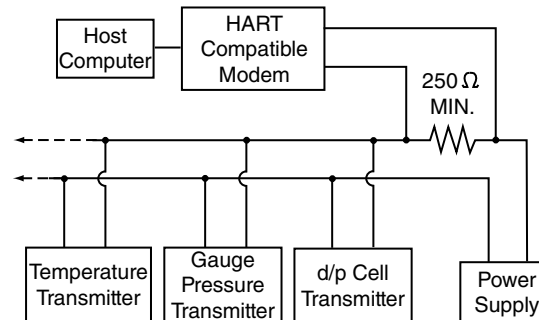 Host
Computer
HART
Compatible
Modem
250 Ω
MIN.
Temperature
Transmitter
Gauge
Pressure
Transmitter
d/p Cell
Transmitter
Power
Supply